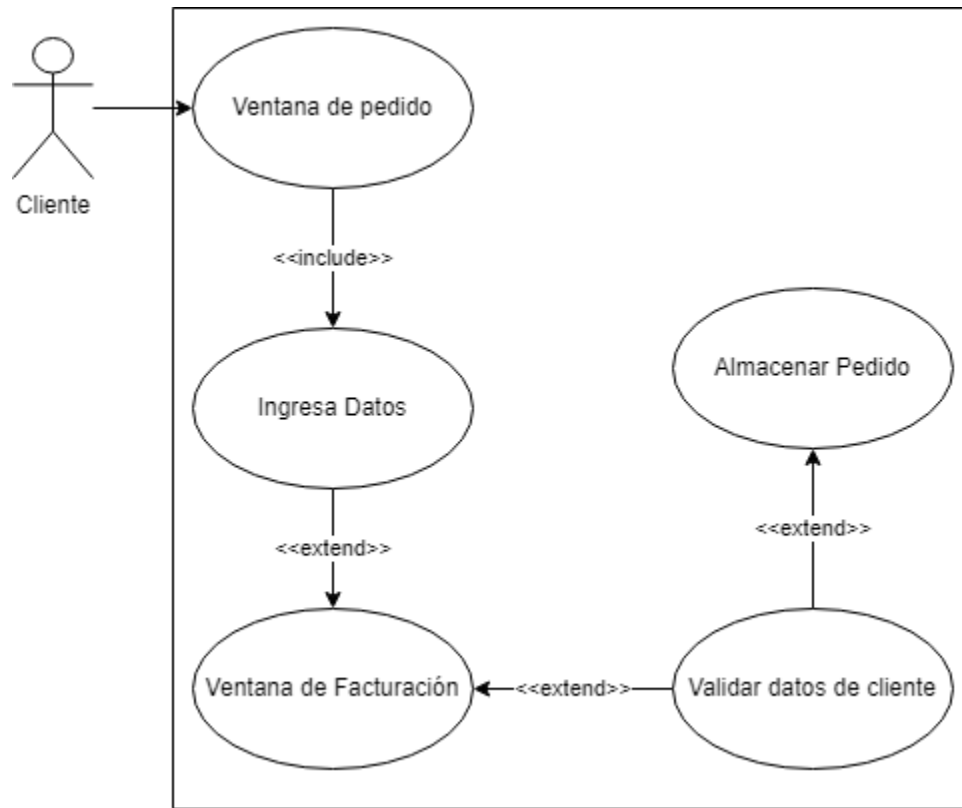 Ventana de pedido
Cliente
<<include>>
Ingresa Datos
Almacenar Pedido
<<extend>>
<<extend>>
Ventana de Facturación
<<extend>>
Validar datos de cliente